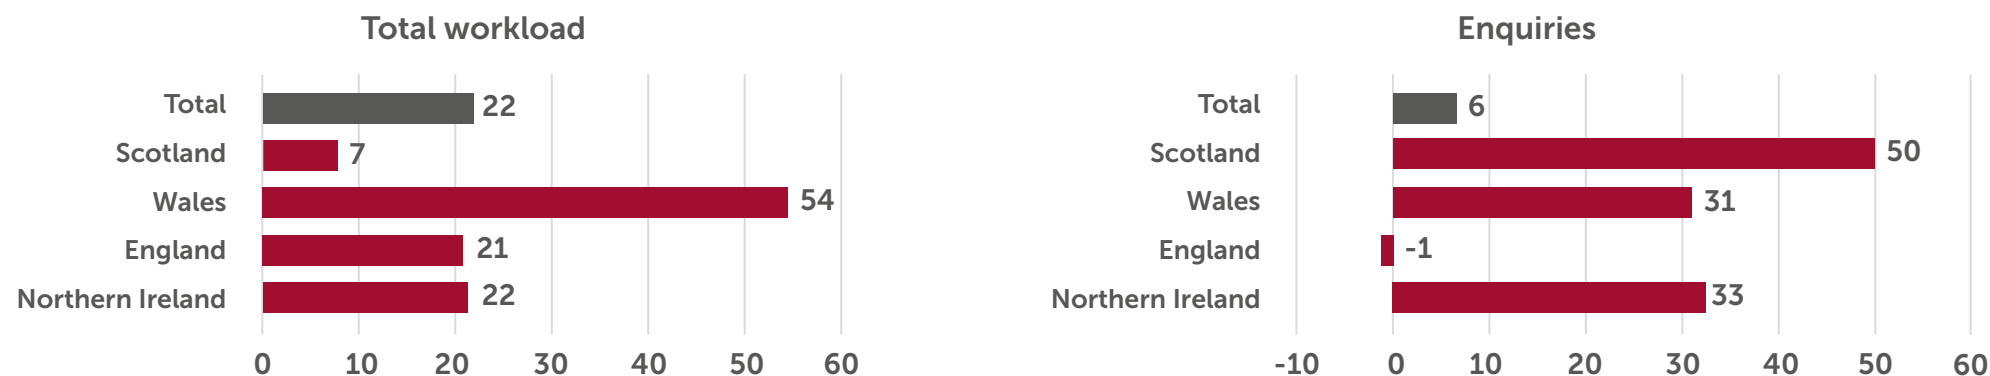 Total workload
Total 22
Scotland 7
Wales 54
England 21
Northern Ireland 22
0 10 20 30 40 50 60
Enquiries
Total 6
Scotland 50
Wales 31
England -1
Northern Ireland 33
-10 0 10 20 30 40 50 60